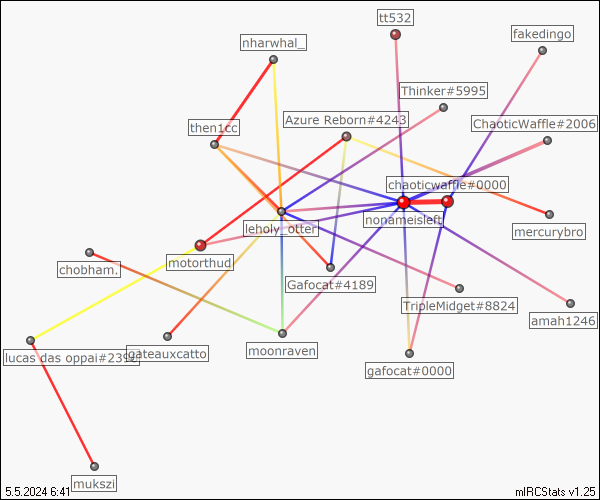 tt532
nharwhal_
fakedingo
Thinker#5995
Azure Reborn#4243
ChaoticWaffle#2006
then1cc
chaoticwaffle#0000
nonameisleft
leholy_otter
mercurybro
motorthud
chobham.
Gafocat#4189
TripleMidget#8824
amah1246
lucas das oppai#239
gateauxcatto
moonraven
gafocat#0000
mukszi
5.5.2024 6:41
mIRCStats v1.25